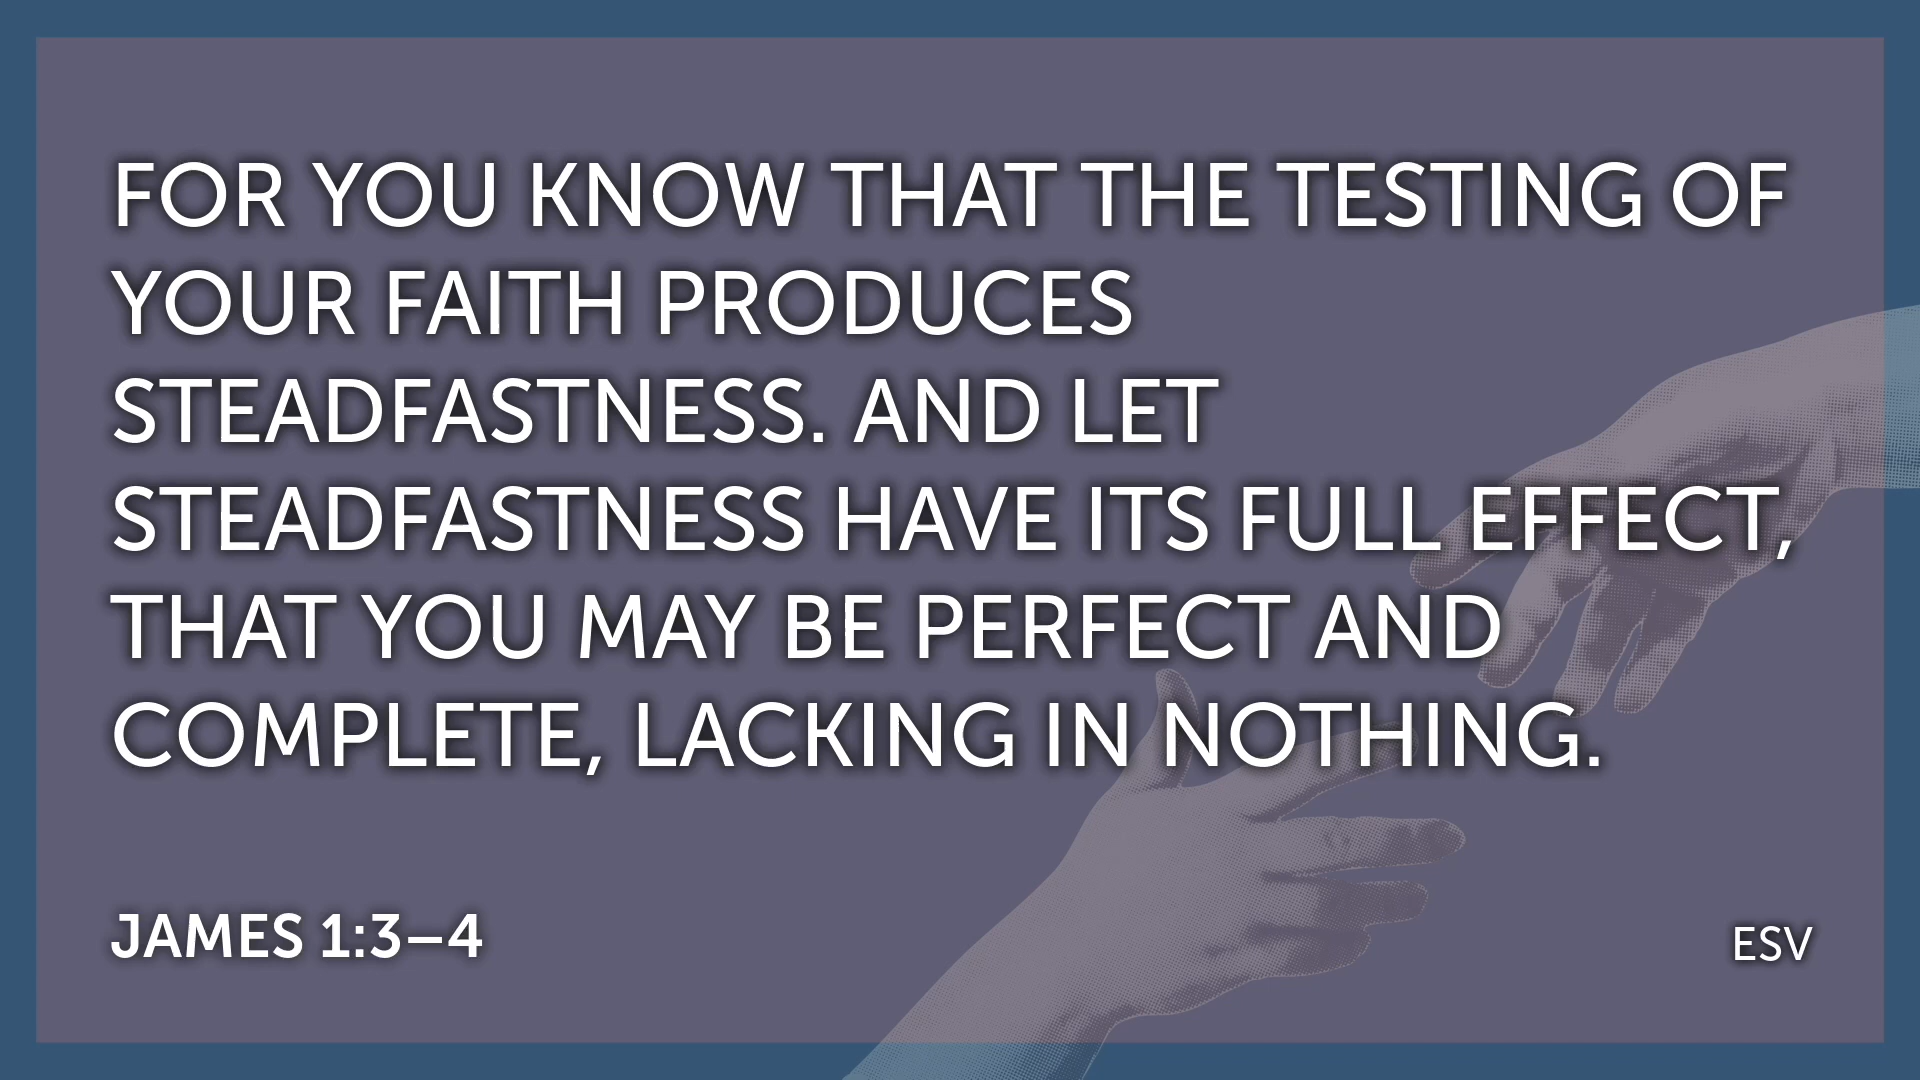 FOR YOU KNOW THAT THE TESTING OF
YOUR FAITH PRODUCES
STEADFASTNESS. AND LET
STEADFASTNESS HAVE ITS FULL EFFECT,
THAT YOU MAY BE PERFECT AND
COMPLETE, LACKING IN NOTHING.
JAMES 1:3–4
ESV